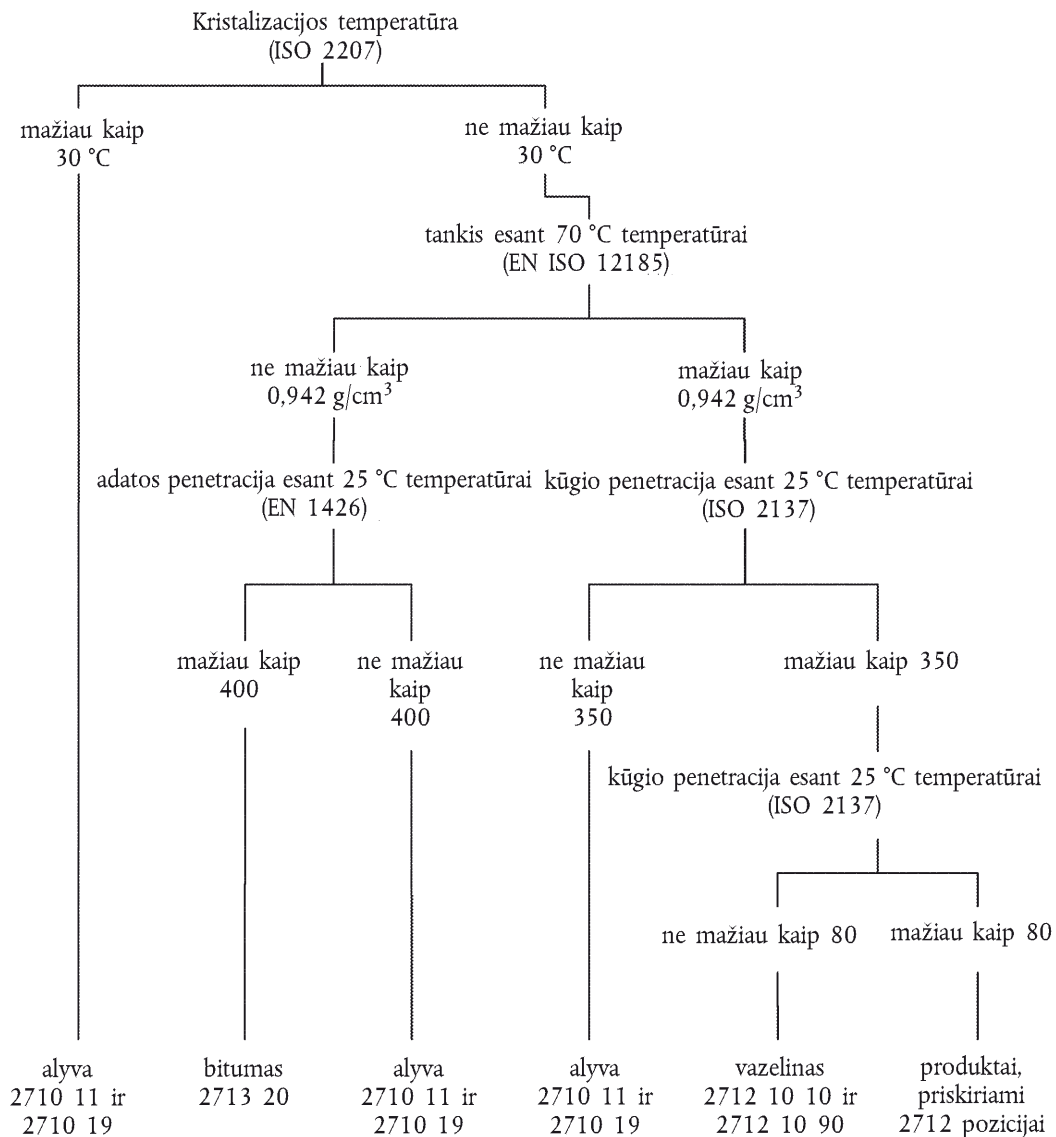 Kristalizacijos temperatūra
(ISO 2207)
mažiau kaip
30 °C
ne mažiau kaip
30 °C
tankis esant 70 °C temperatūrai
(EN ISO 12185)
ne mažiau kaip
0,942 g/cm³
mažiau kaip
0,942 g/cm³
adatos penetracija esant 25 °C temperatūrai
(EN 1426)
kūgio penetracija esant 25 °C temperatūrai
(ISO 2137)
mažiau kaip
400
ne mažiau
kaip
400
ne mažiau
kaip
350
mažiau kaip 350
kūgio penetracija esant 25 °C temperatūrai
(ISO 2137)
ne mažiau kaip 80
mažiau kaip 80
alyva
2710 11 ir
2710 19
bitumas
2713 20
alyva
2710 11 ir
2710 19
alyva
2710 11 ir
2710 19
vazelinas
2712 10 10 ir
2712 10 90
produktai,
priskiriami
2712 pozicijai